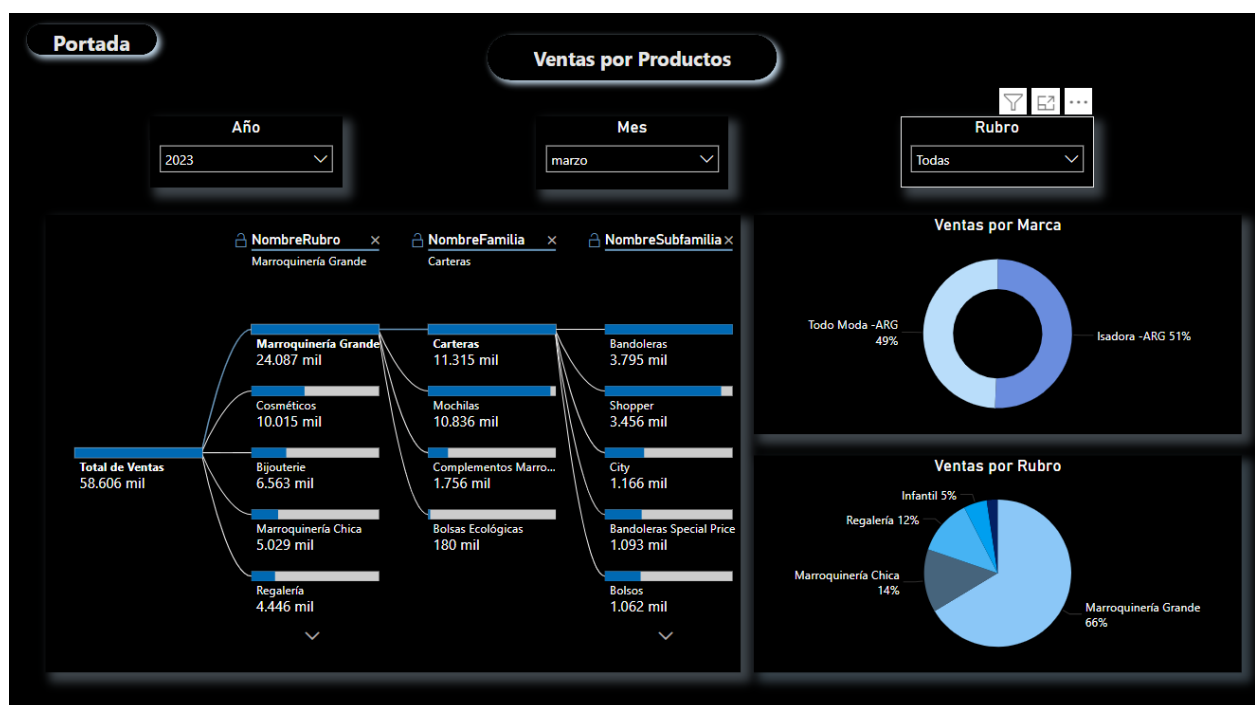 Portada
Ventas por Productos
Año
2023
Mes
marzo
Rubro
Todas
NombreRubro
Marroquinería Grande
NombreFamilia
Carteras
NombreSubfamilia
Total de Ventas
58.606 mil
Marroquinería Grande
24.087 mil
Cosméticos
10.015 mil
Bijouterie
6.563 mil
Marroquinería Chica
5.029 mil
Regalería
4.446 mil
Carteras
11.315 mil
Mochilas
10.836 mil
Complementos Marro...
1.756 mil
Bolsas Ecológicas
180 mil
Bandoleras
3.795 mil
Shopper
3.456 mil
City
1.166 mil
Bandoleras Special Price
1.093 mil
Bolsos
1.062 mil
Ventas por Marca
Todo Moda -ARG
49%
Isadora -ARG 51%
Ventas por Rubro
Infantil 5%
Regalería 12%
Marroquinería Chica
14%
Marroquinería Grande
66%